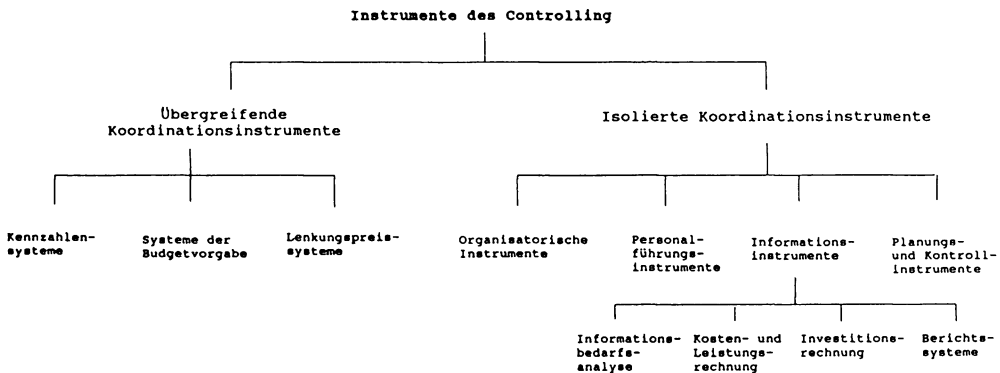 Instrumente des Controlling
Übergreifende
Koordinationsinstrumente
Isolierte Koordinationsinstrumente
Kennzahlen-
systeme
Systeme der
Budgetvorgabe
Lenkungspreis-
systeme
Organisatorische
Instrumente
Personal-
führungs-
instrumente
Informations-
instrumente
Planungs-
und Kontroll-
instrumente
Informations-
bedarfs-
analyse
Kosten- und
Leistungs-
rechnung
Investitions-
rechnung
Berichts-
systeme